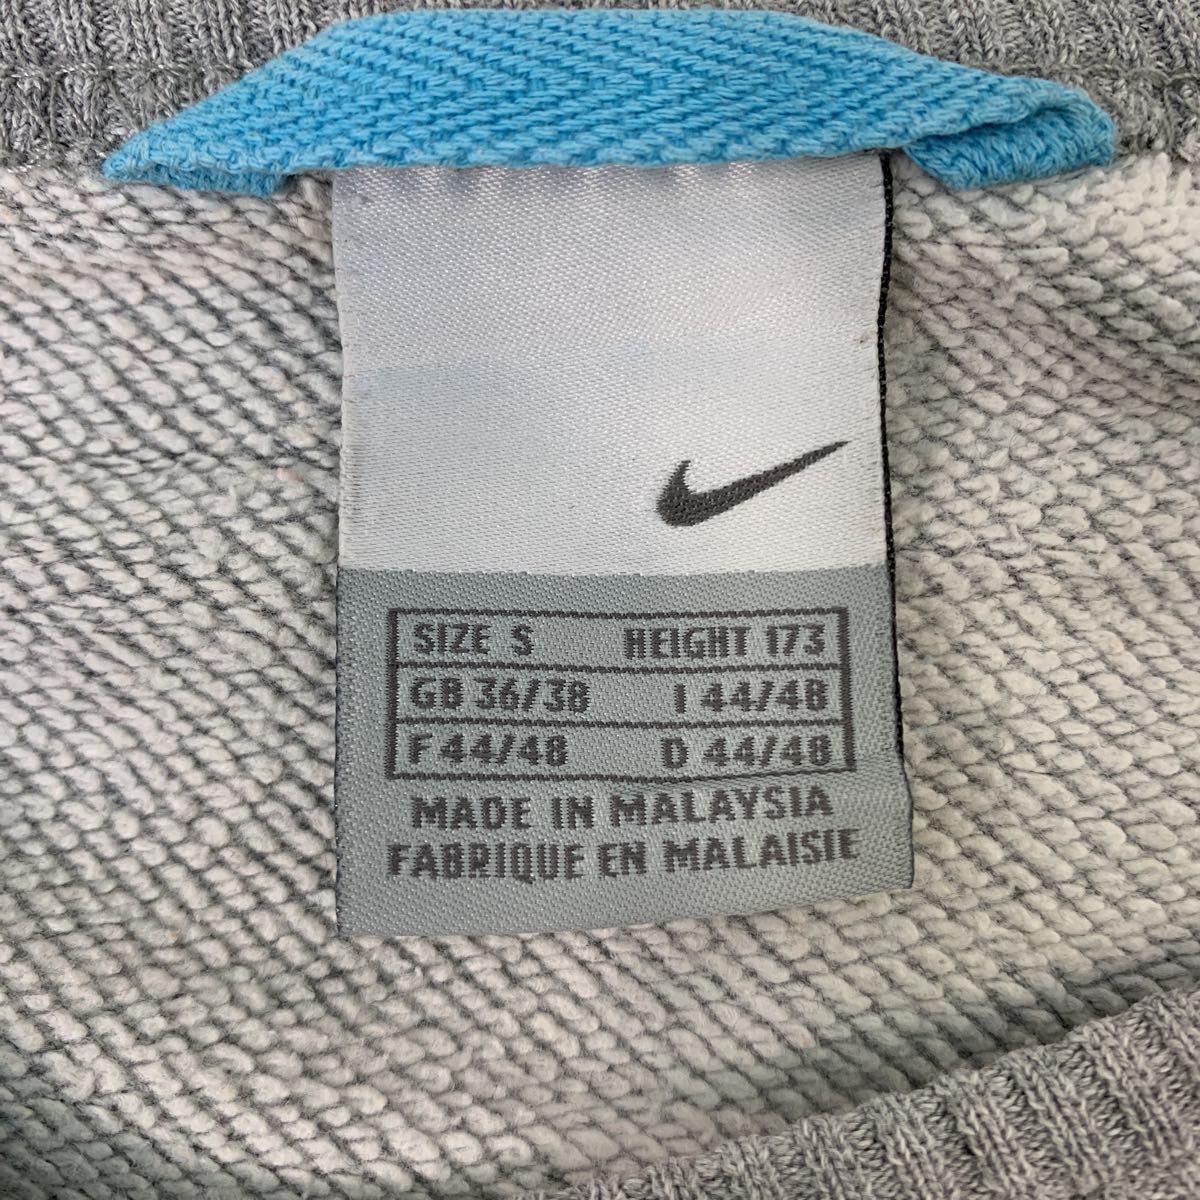 SIZE S HEIGHT 173
GB 36/38 I 44/48
F 44/48 D 44/48
MADE IN MALAYSIA
FABRIQUE EN MALAISIE